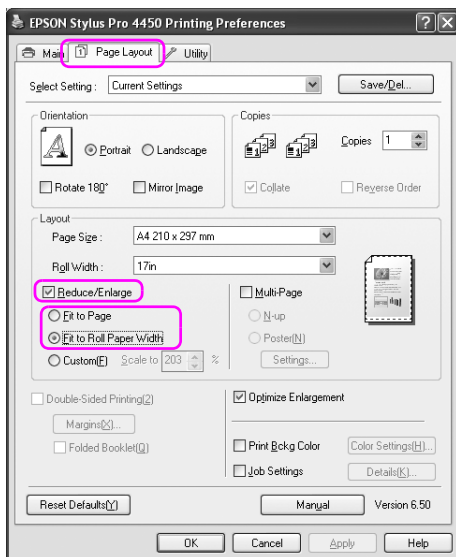 EPSON Stylus Pro 4450 Printing Preferences
Main Page Layout Utility
Select Setting : Current Settings Save/Del...
Orientation Copies
Portrait Landscape Copies 1
Rotate 180° Mirror Image Collate Reverse Order
Layout
Page Size : A4 210 x 297 mm
Roll Width : 17in
Reduce/Enlarge Multi-Page
Fit to Page N-up
Fit to Roll Paper Width Poster(N)
Custom(F) Scale to 203 % Settings...
Double-Sided Printing(2) Optimize Enlargement
Margins(X)...
Folded Booklet(Q) Print Bckg Color Color Settings(H)...
Job Settings Details(K)...
Reset Defaults(Y) Manual Version 6.50
OK Cancel Apply Help